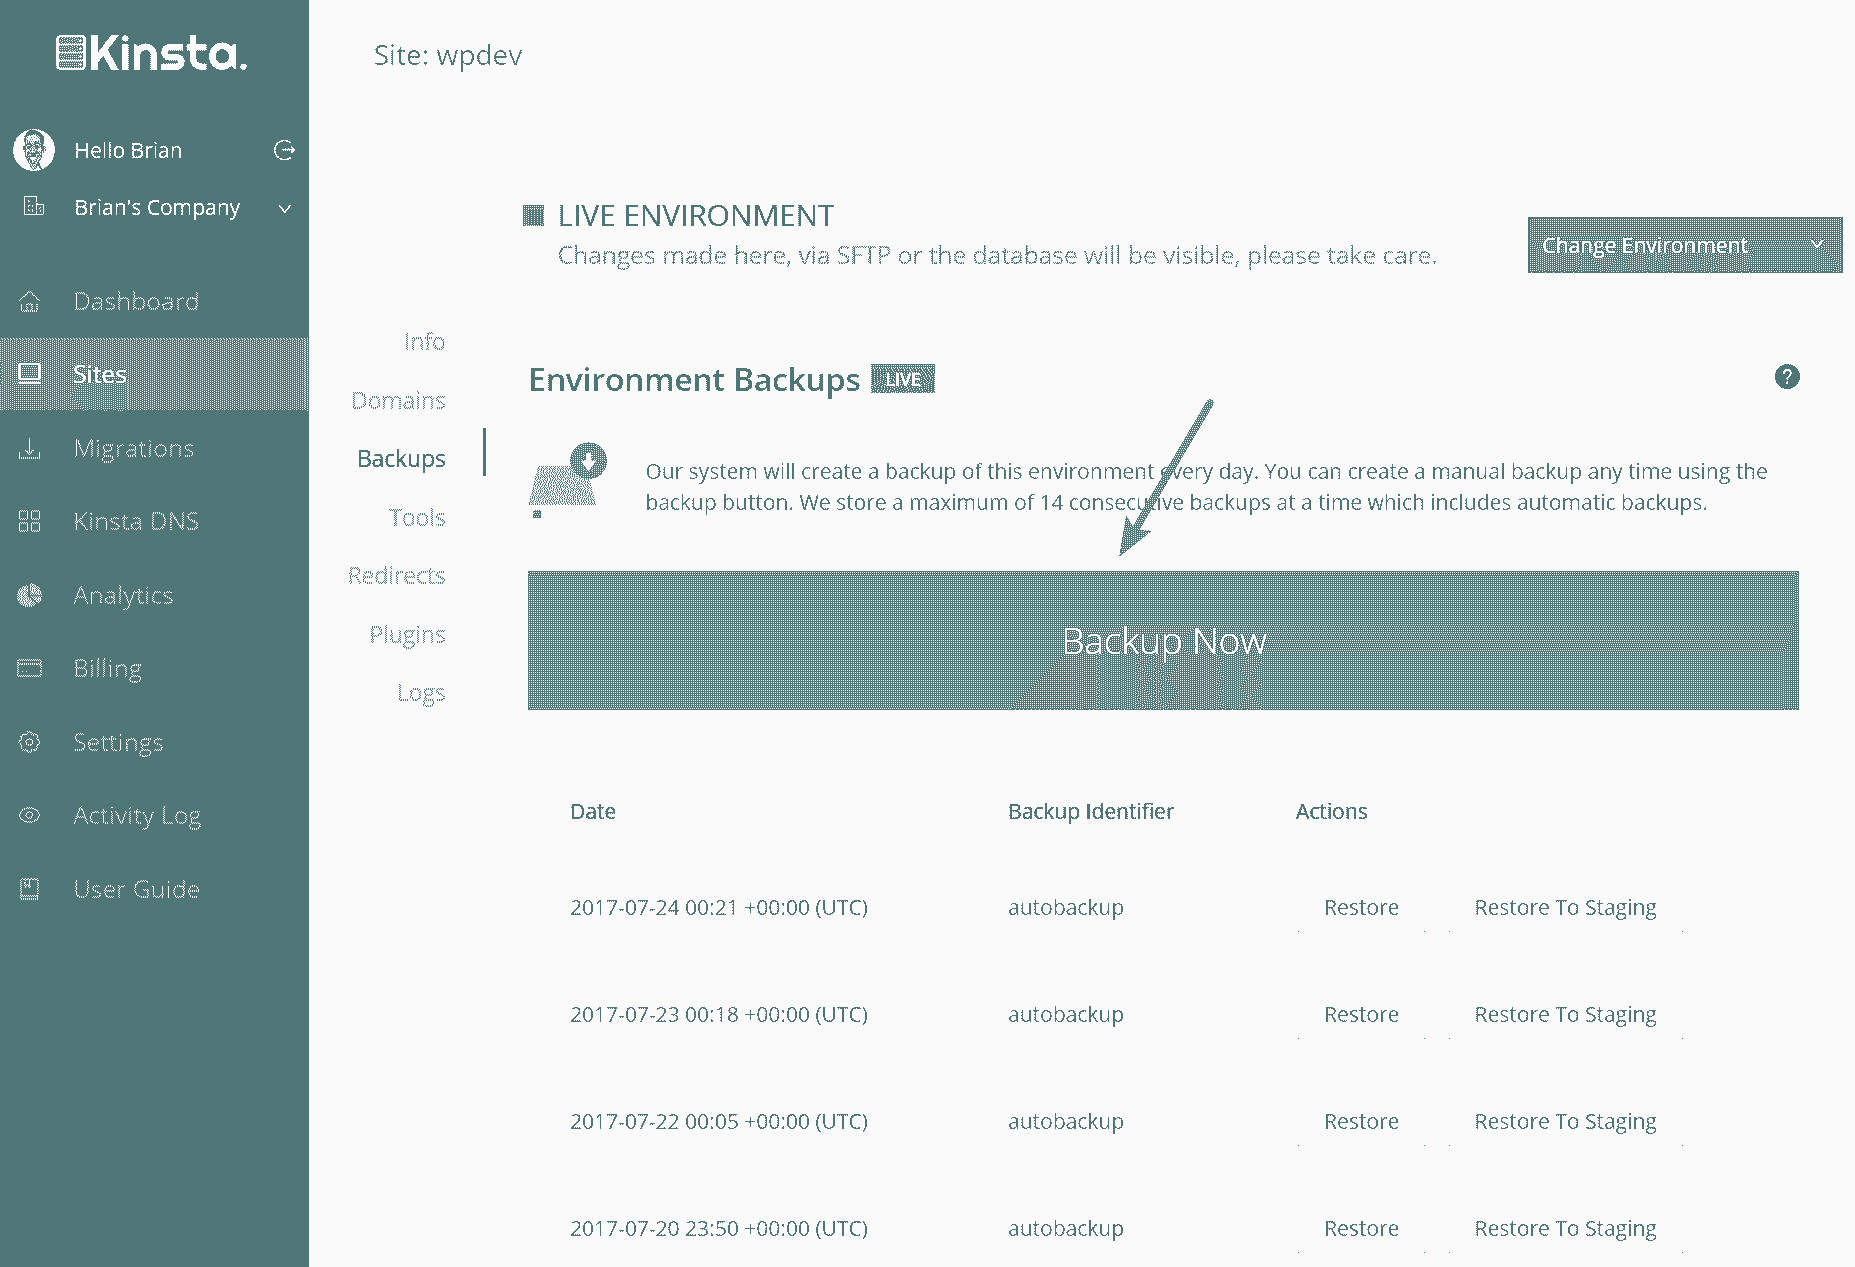 Kinsta.
Hello Brian
Brian's Company
Dashboard
Sites
Migrations
Kinsta DNS
Analytics
Billing
Settings
Activity Log
User Guide
Site: wpdev
LIVE ENVIRONMENT
Changes made here, via SFTP or the database will be visible, please take care.
Change Environment
Info
Domains
Backups
Tools
Redirects
Plugins
Logs
Environment Backups LIVE
?
Our system will create a backup of this environment every day. You can create a manual backup any time using the
backup button. We store a maximum of 14 consecutive backups at a time which includes automatic backups.
Backup Now
Date Backup Identifier Actions
2017-07-24 00:21 +00:00 (UTC) autobackup Restore Restore To Staging
2017-07-23 00:18 +00:00 (UTC) autobackup Restore Restore To Staging
2017-07-22 00:05 +00:00 (UTC) autobackup Restore Restore To Staging
2017-07-20 23:50 +00:00 (UTC) autobackup Restore Restore To Staging